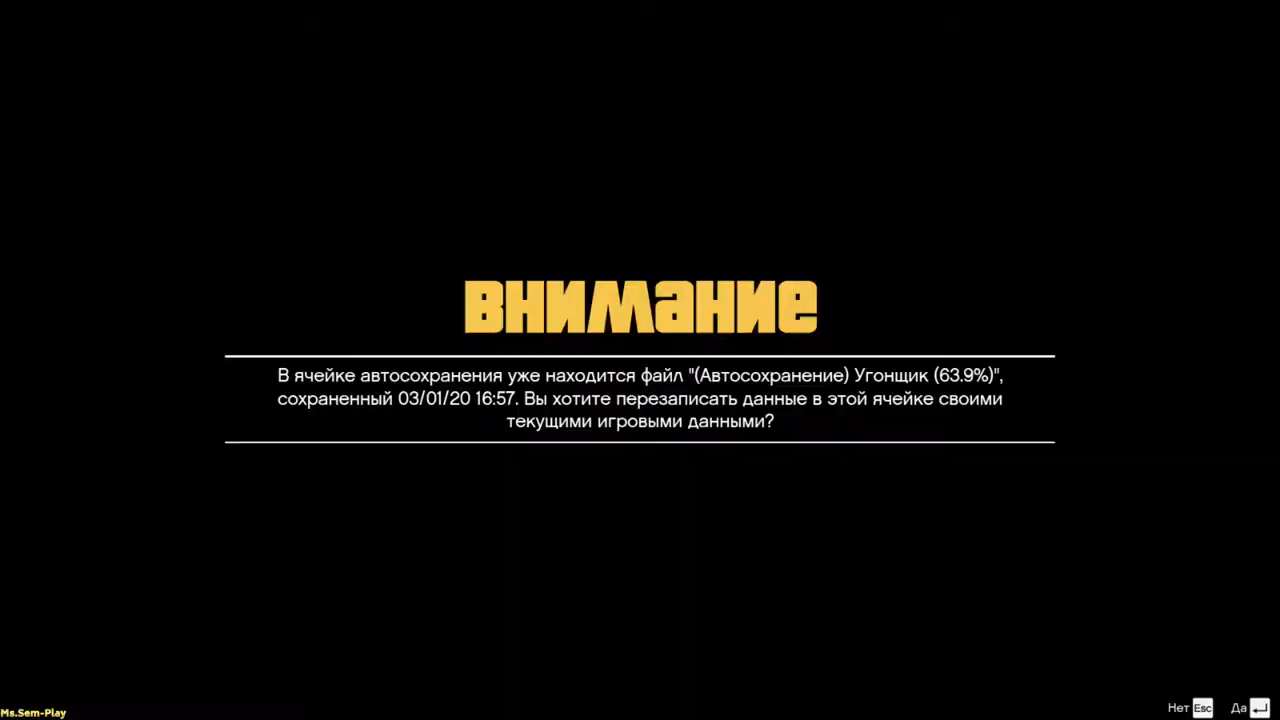 внимание
В ячейке автосохранения уже находится файл "(Автосохранение) Угонщик (63.9%)",
сохраненный 03/01/20 16:57. Вы хотите перезаписать данные в этой ячейке своими
текущими игровыми данными?
Ms.Sem-Play
Нет Esc Да